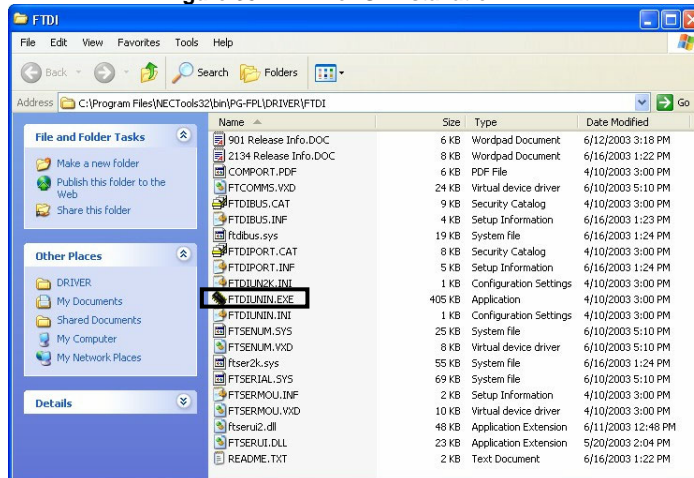 FTDI
File Edit View Favorites Tools Help
Back Search Folders
Address C:\Program Files\NECTools32\bin\PG-FPL\DRIVER\FTDI Go
File and Folder Tasks
Make a new folder
Publish this folder to the
Web
Share this folder
Other Places
DRIVER
My Documents
Shared Documents
My Computer
My Network Places
Details
Name Size Type Date Modified
901 Release Info.DOC 6 KB Wordpad Document 6/12/2003 3:18 PM
2134 Release Info.DOC 8 KB Wordpad Document 6/16/2003 1:22 PM
COMPORT.PDF 6 KB PDF File 4/10/2003 3:00 PM
FTCOMMS.VXD 24 KB Virtual device driver 6/10/2003 5:10 PM
FTDIBUS.CAT 9 KB Security Catalog 4/10/2003 3:00 PM
FTDIBUS.INF 4 KB Setup Information 6/16/2003 1:23 PM
ftdibus.sys 19 KB System file 6/16/2003 1:24 PM
FTDIPORT.CAT 8 KB Security Catalog 4/10/2003 3:00 PM
FTDIPORT.INF 5 KB Setup Information 6/16/2003 1:24 PM
FTDIUN2K.INI 1 KB Configuration Settings 4/10/2003 3:00 PM
FTDIUNIN.EXE 405 KB Application 4/10/2003 3:00 PM
FTDIUNIN.INI 1 KB Configuration Settings 4/10/2003 3:00 PM
FTSENUM.SYS 25 KB System file 6/10/2003 5:10 PM
FTSENUM.VXD 8 KB Virtual device driver 6/10/2003 5:10 PM
ftser2k.sys 55 KB System file 6/16/2003 1:24 PM
FTSERIAL.SYS 69 KB System file 6/10/2003 5:10 PM
FTSERMOU.INF 2 KB Setup Information 4/10/2003 3:00 PM
FTSERMOU.VXD 10 KB Virtual device driver 4/10/2003 3:00 PM
ftserui2.dll 48 KB Application Extension 6/11/2003 12:48 PM
FTSERUI.DLL 23 KB Application Extension 5/20/2003 2:04 PM
README.TXT 2 KB Text Document 6/16/2003 1:22 PM